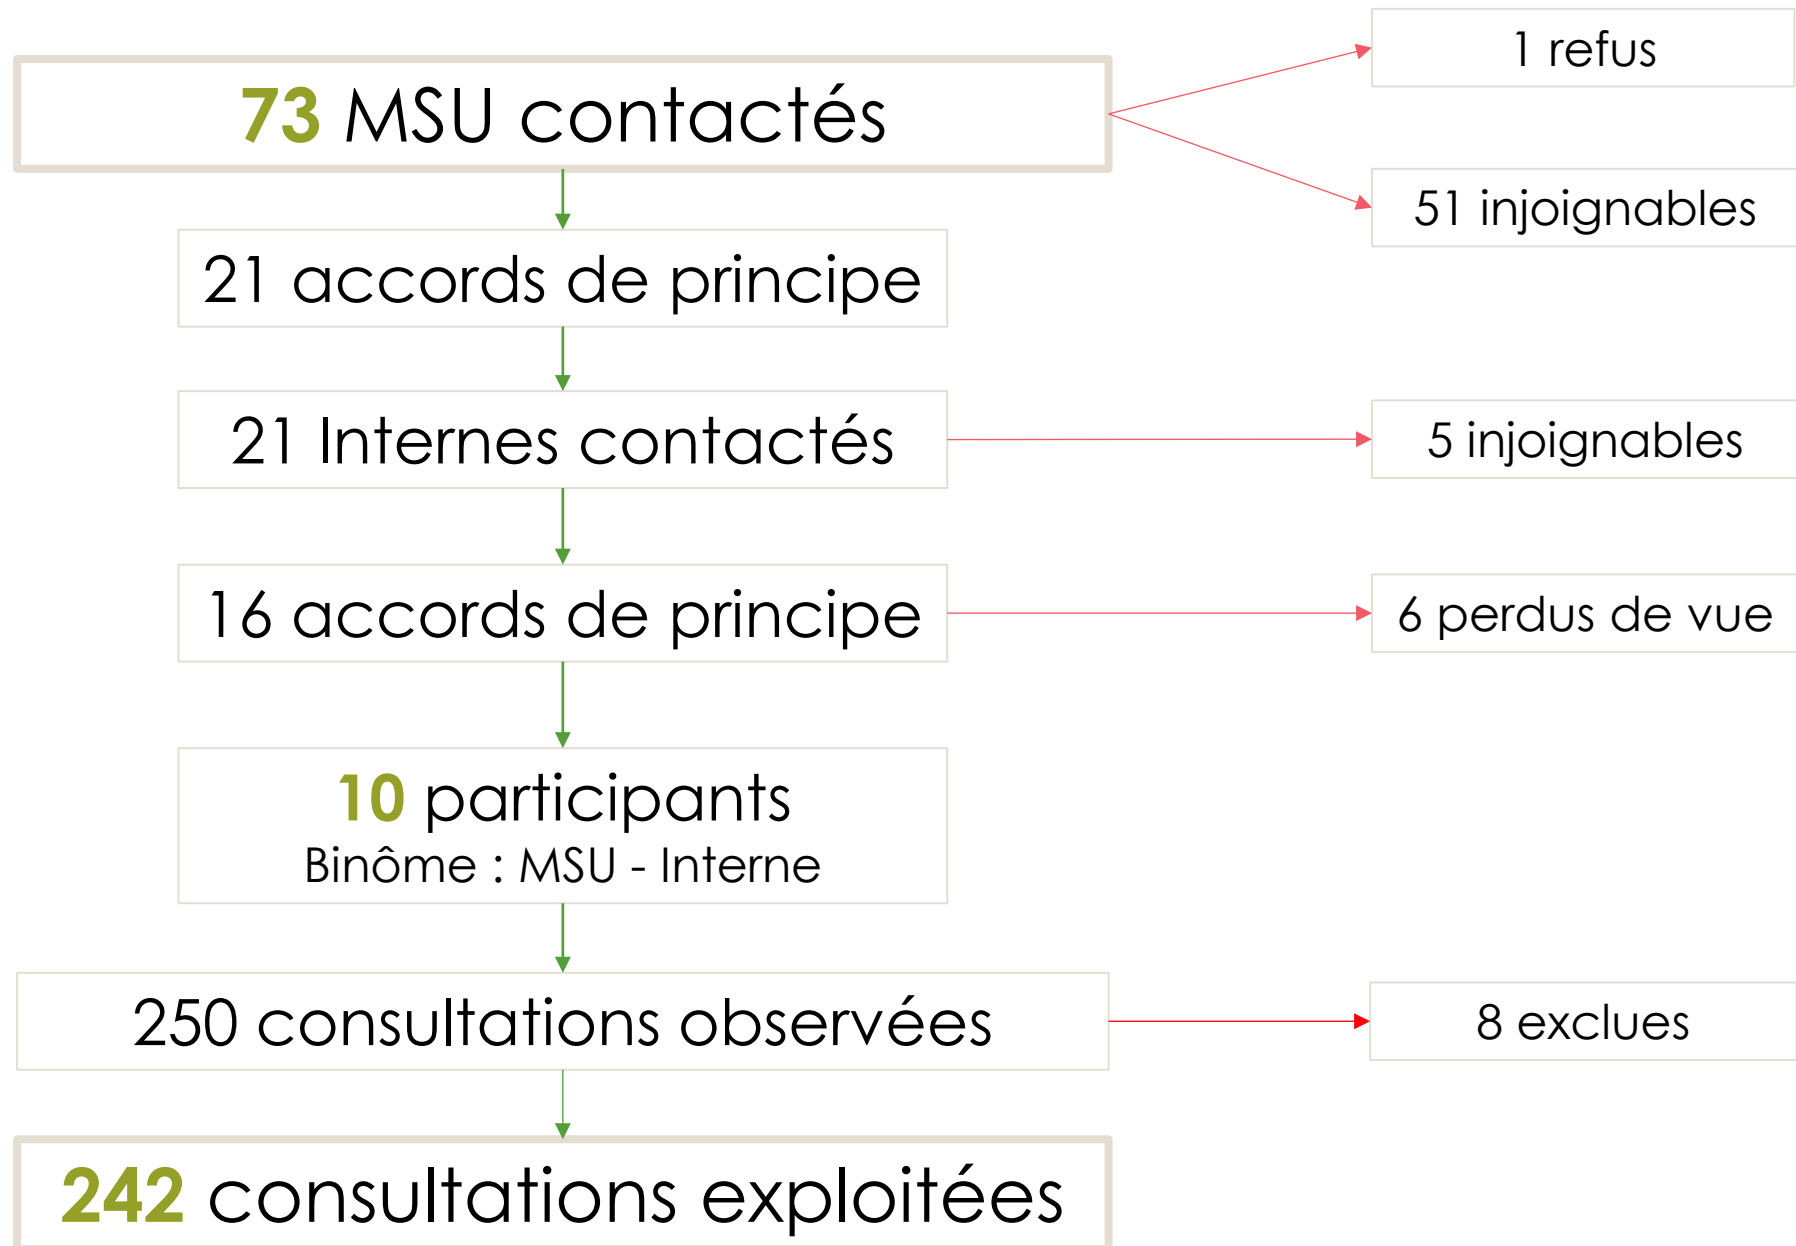 73 MSU contactés
1 refus
51 injoignables
21 accords de principe
21 Internes contactés
5 injoignables
16 accords de principe
6 perdus de vue
10 participants
Binôme : MSU - Interne
250 consultations observées
8 exclues
242 consultations exploitées